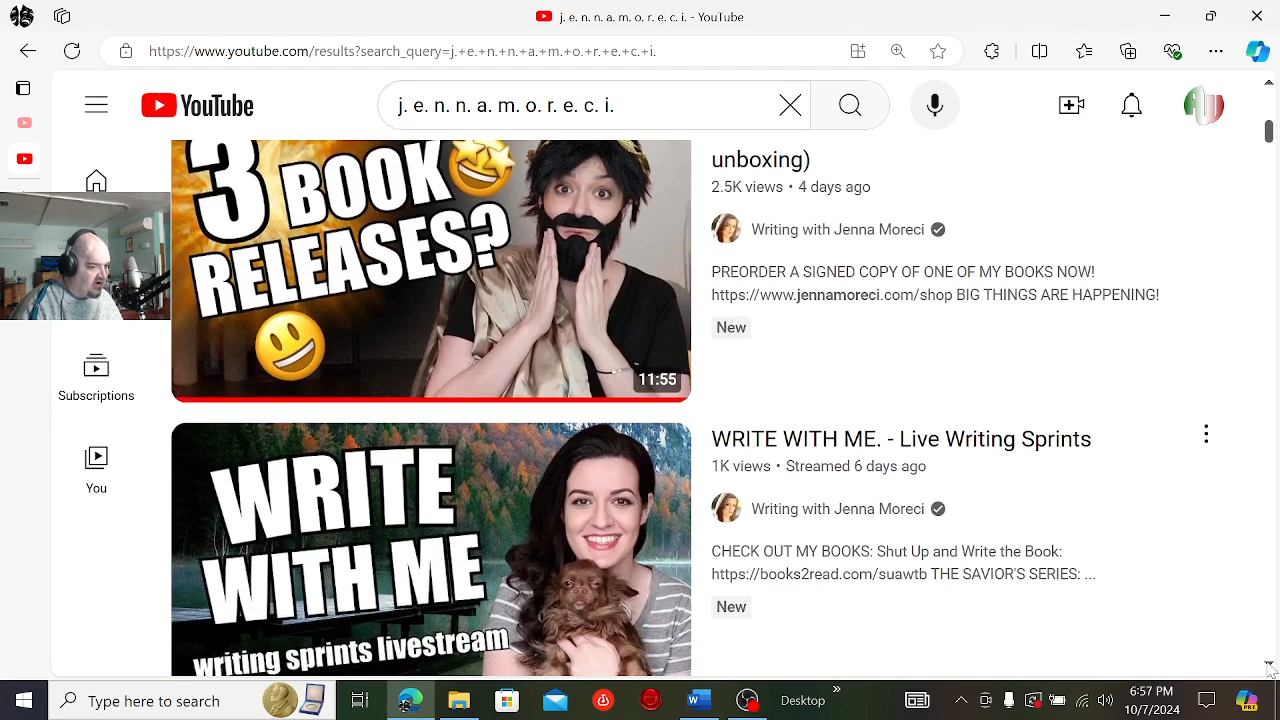 j. e. n. n. a. m. o. r. e. c. i. - YouTube
https://www.youtube.com/results?search_query=j.+e.+n.+n.+a.+m.+o.+r.+e.+c.+i.
YouTube
j. e. n. n. a. m. o. r. e. c. i.
3 BOOK
RELEASES?
11:55
unboxing)
2.5K views • 4 days ago
Writing with Jenna Moreci
PREORDER A SIGNED COPY OF ONE OF MY BOOKS NOW!
https://www.jennamoreci.com/shop BIG THINGS ARE HAPPENING!
New
Subscriptions
You
WRITE
WITH ME
writing sprints livestream
WRITE WITH ME. - Live Writing Sprints
1K views • Streamed 6 days ago
Writing with Jenna Moreci
CHECK OUT MY BOOKS: Shut Up and Write the Book:
https://books2read.com/suawtb THE SAVIOR'S SERIES: ...
New
Type here to search
Desktop
6:57 PM
10/7/2024
PRE